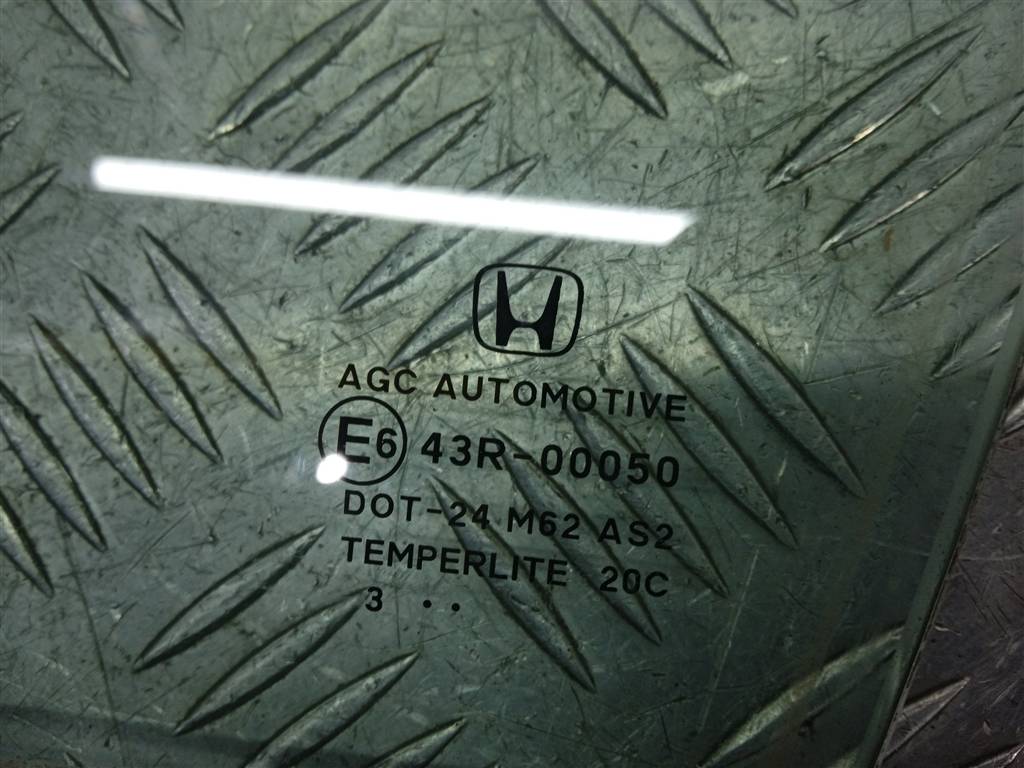 AGC AUTOMOTIVE
E6 43R-00050
DOT-24 M62 AS2
TEMPERLITE 20C
3 ..